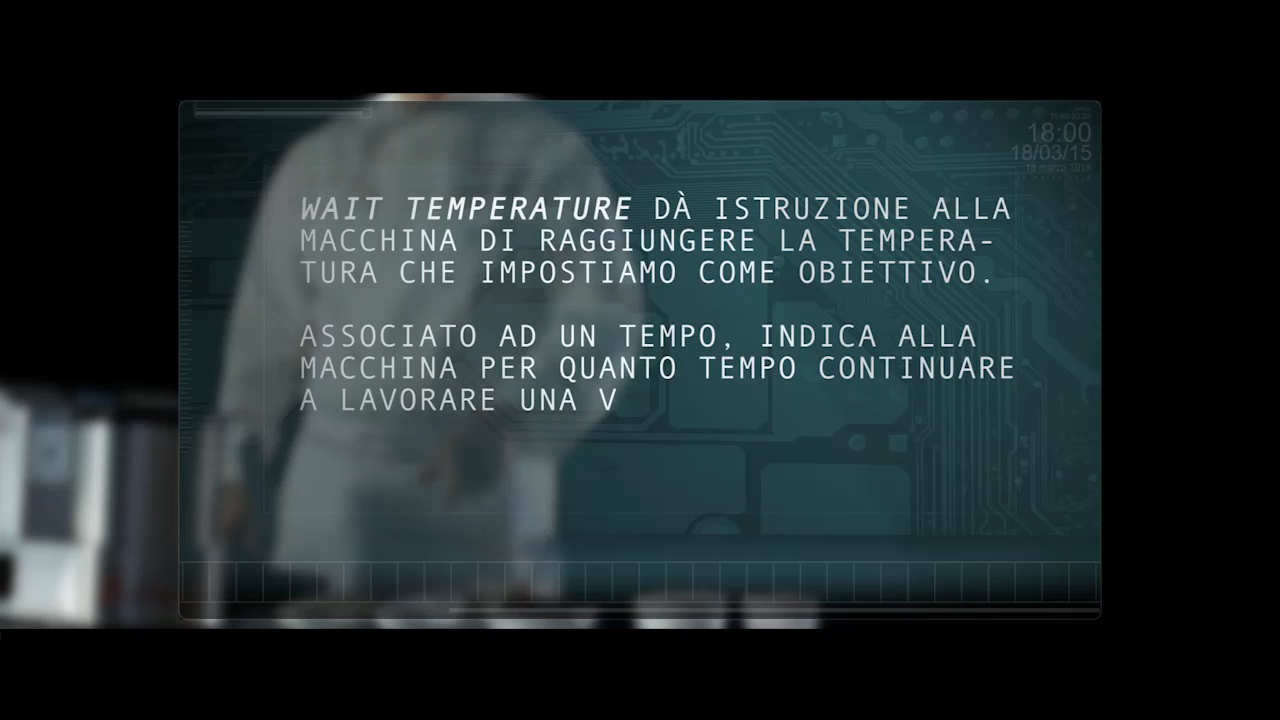 18:00
18/03/15
WAIT TEMPERATURE DÀ ISTRUZIONE ALLA
MACCHINA DI RAGGIUNGERE LA TEMPERA-
TURA CHE IMPOSTIAMO COME OBIETTIVO.
ASSOCIATO AD UN TEMPO, INDICA ALLA
MACCHINA PER QUANTO TEMPO CONTINUARE
A LAVORARE UNA V